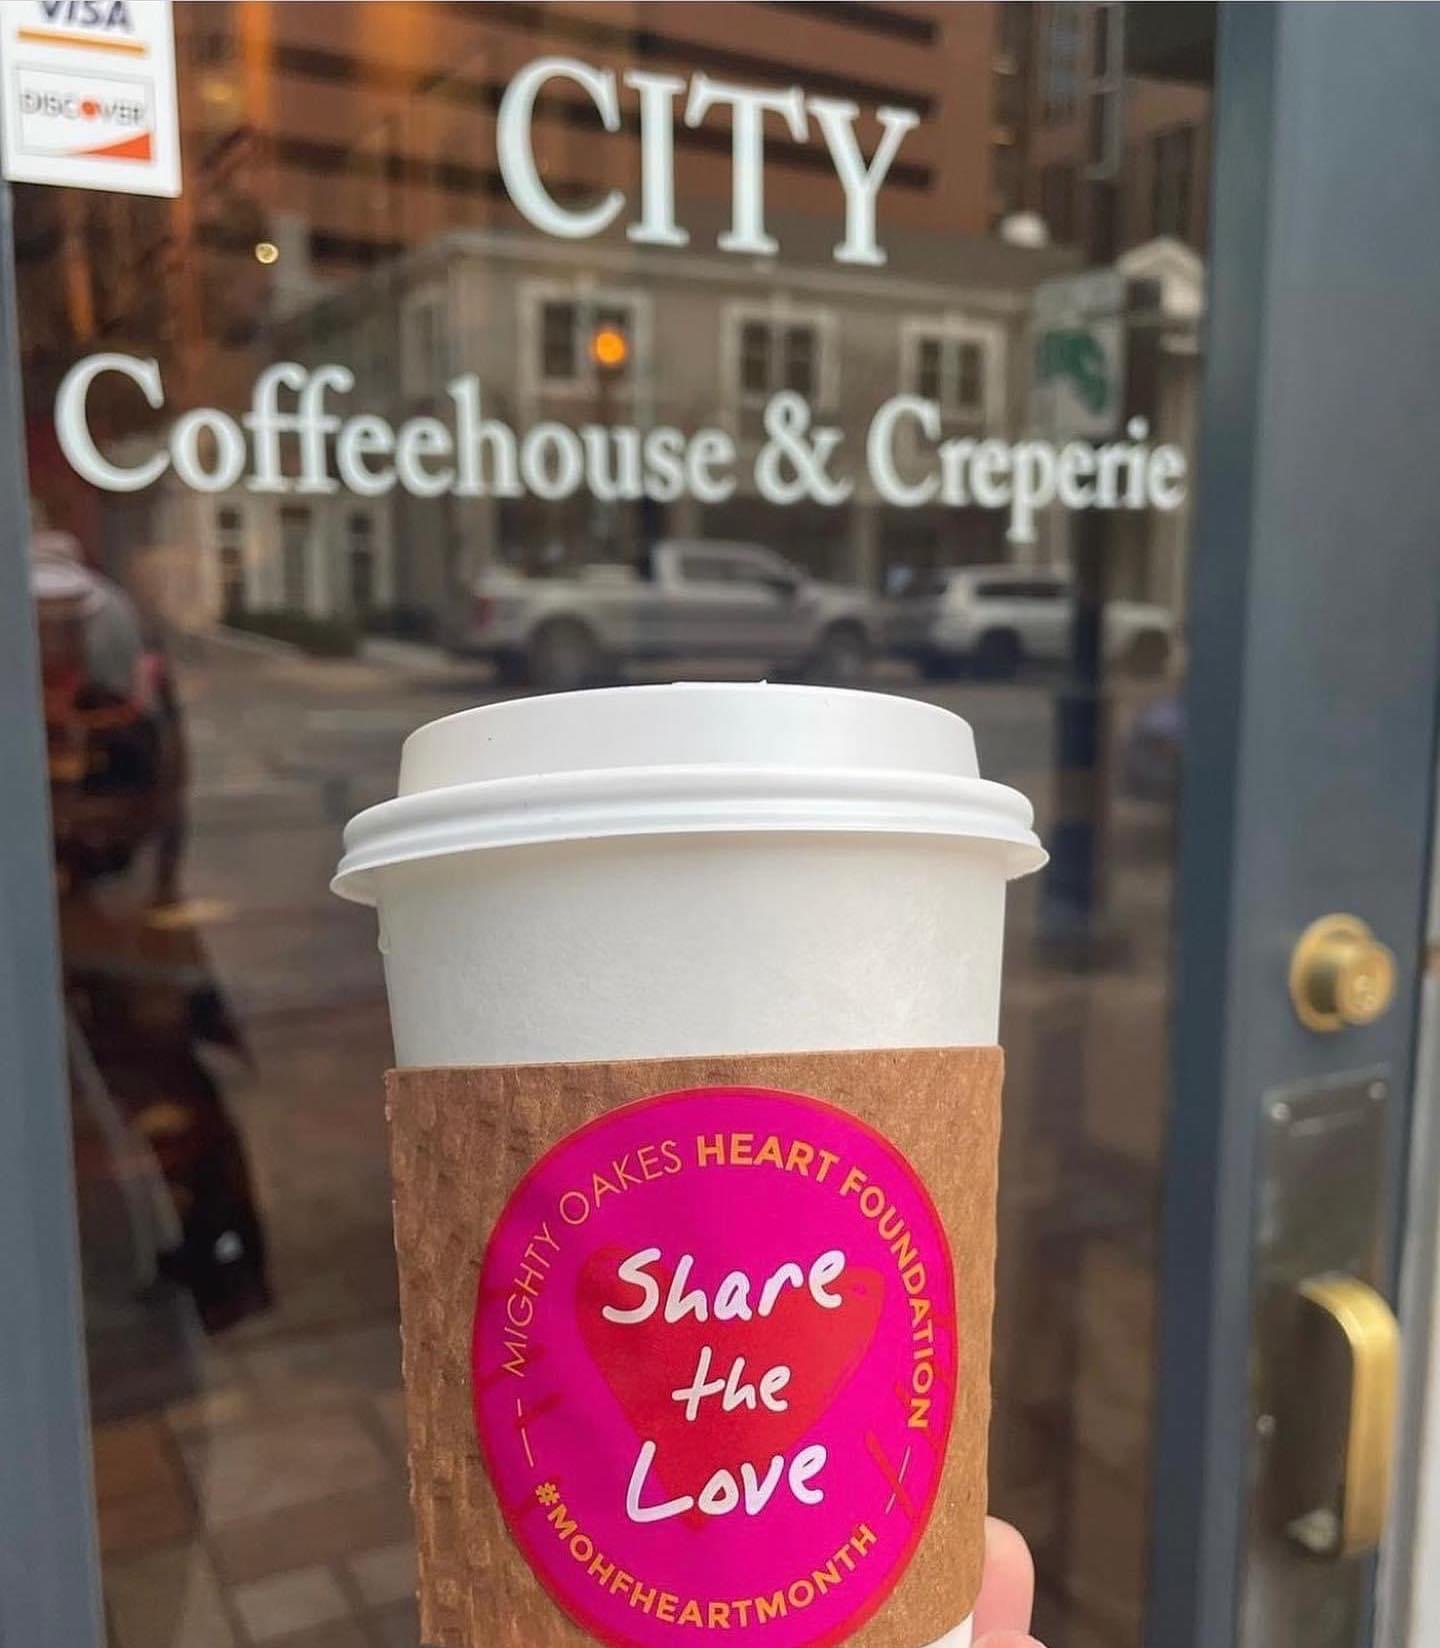 VISA
DISCOVER
CITY
Coffeehouse & Creperie
MIGHTY OAKES HEART FOUNDATION
Share
the
Love
#MOHFHEARTMONTH